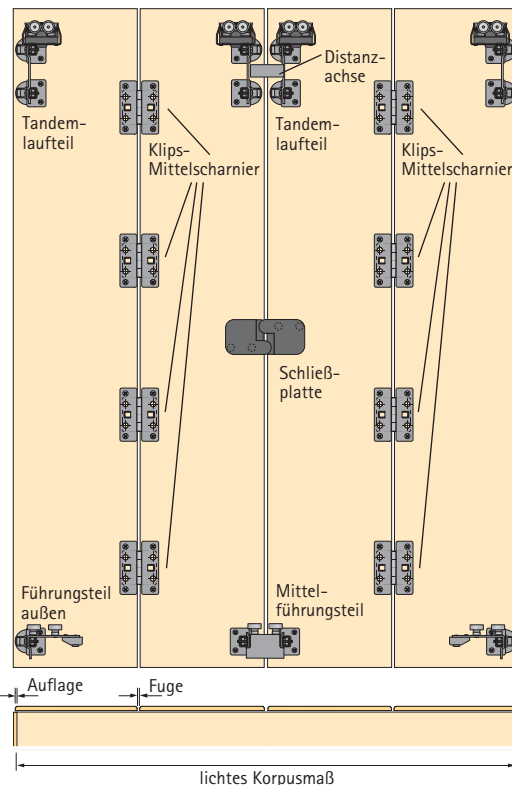 Distanz-
achse
Tandem-
laufteil
Tandem-
laufteil
Klips-
Mittelscharnier
Klips-
Mittelscharnier
Schließ-
platte
Führungsteil
außen
Mittel-
führungsteil
Auflage
Fuge
lichtes Korpusmaß